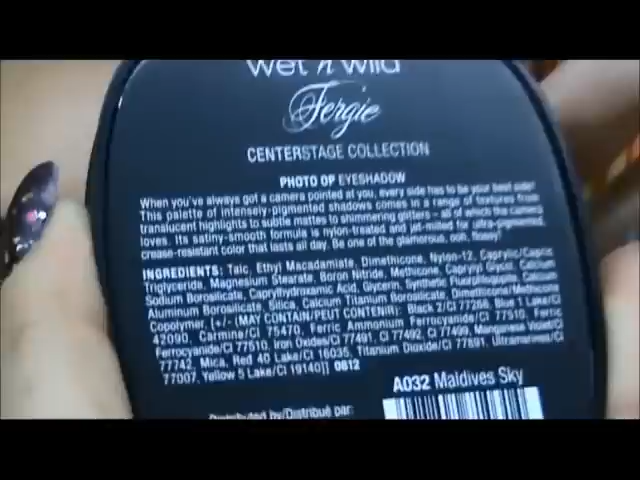 wet n wild
Fergie
CENTERSTAGE COLLECTION
PHOTO OP EYESHADOW
When you've always got a camera pointed at you, every side has to be your best side!
This palette of intensely-pigmented shadows comes in a range of textures from
translucent highlights to subtle mattes to shimmering glitters – all of which the camera
loves. Its satiny-smooth formula is nylon-treated and jet-milled for ultra-pigmented,
crease-resistant color that lasts all day. Be one of the glamorous, ooh, flossy!
INGREDIENTS: Talc, Ethyl Macadamiate, Dimethicone, Nylon-12, Caprylic/Capric
Triglyceride, Magnesium Stearate, Boron Nitride, Methicone, Caprylyl Glycol, Calcium
Sodium Borosilicate, Caprylhydroxamic Acid, Glycerin, Synthetic Fluorphlogopite, Calcium
Aluminum Borosilicate, Silica, Calcium Titanium Borosilicate, Dimethicone/Methicone
Copolymer, [+/- (MAY CONTAIN/PEUT CONTENIR): Black 2/CI 77266, Blue 1 Lake/CI
42090, Carmine/CI 75470, Ferric Ammonium Ferrocyanide/CI 77510, Ferric
Ferrocyanide/CI 77510, Iron Oxides/CI 77491, CI 77492, CI 77499, Manganese Violet/CI
77742, Mica, Red 40 Lake/CI 16035, Titanium Dioxide/CI 77891, Ultramarines/CI
77007, Yellow 5 Lake/CI 19140]] 0812
A032 Maldives Sky
Distributed by/Distribué par: